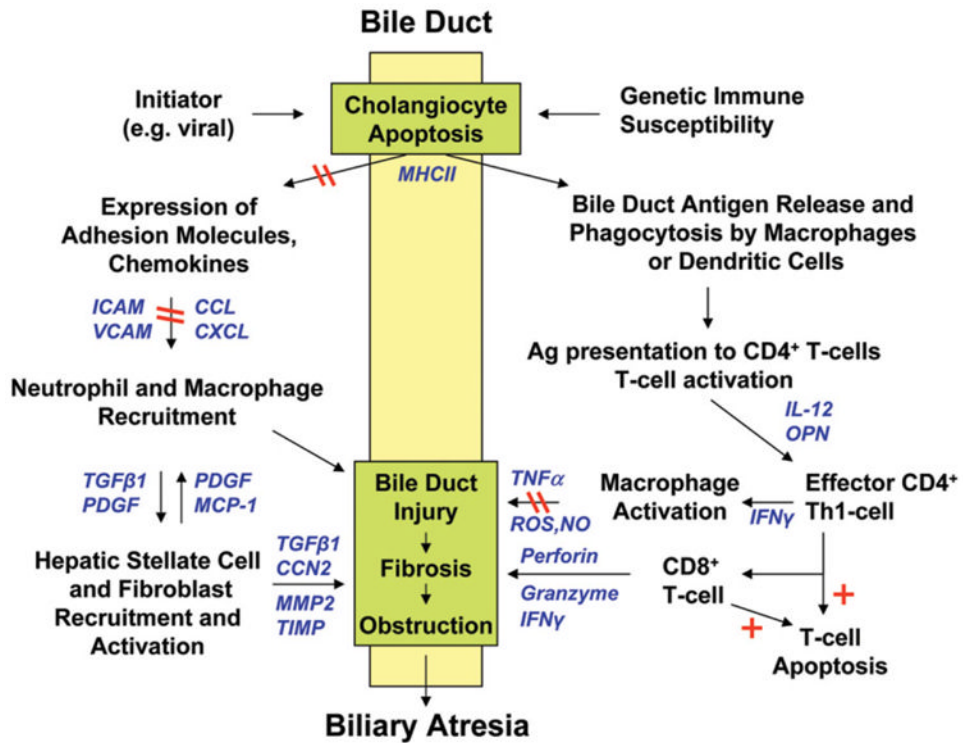 Bile Duct
Initiator
(e.g. viral)
Cholangiocyte
Apoptosis
Genetic Immune
Susceptibility
MHCII
Expression of
Adhesion Molecules,
Chemokines
Bile Duct Antigen Release and
Phagocytosis by Macrophages
or Dendritic Cells
ICAM CCL
VCAM CXCL
Ag presentation to CD4⁺ T-cells
T-cell activation
Neutrophil and Macrophage
Recruitment
IL-12
OPN
TGFβ1 PDGF
PDGF MCP-1
Bile Duct
Injury
Fibrosis
Obstruction
TNFα
ROS,NO
Macrophage
Activation
IFNγ
Effector CD4⁺
Th1-cell
Hepatic Stellate Cell
and Fibroblast
Recruitment and
Activation
TGFβ1
CCN2
MMP2
TIMP
Perforin
Granzyme
IFNγ
CD8⁺
T-cell
+
+
T-cell
Apoptosis
Biliary Atresia